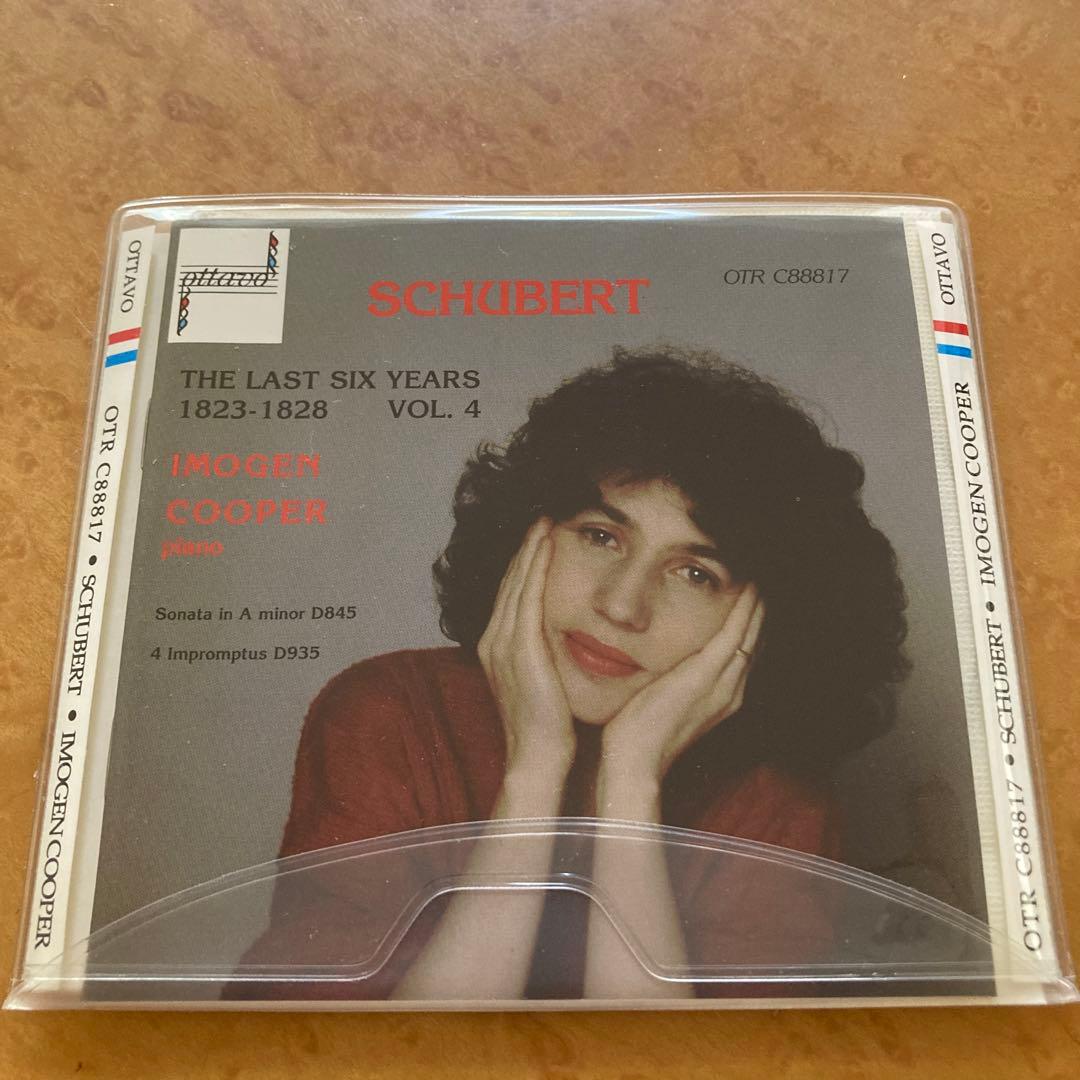 ottavo
SCHUBERT
OTR C88817
THE LAST SIX YEARS
1823-1828 VOL. 4
IMOGEN
COOPER
piano
Sonata in A minor D845
4 Impromptus D935
OTTAVO
OTR C88817 • SCHUBERT • IMOGEN COOPER
OTTAVO
OTR C88817 • SCHUBERT • IMOGEN COOPER